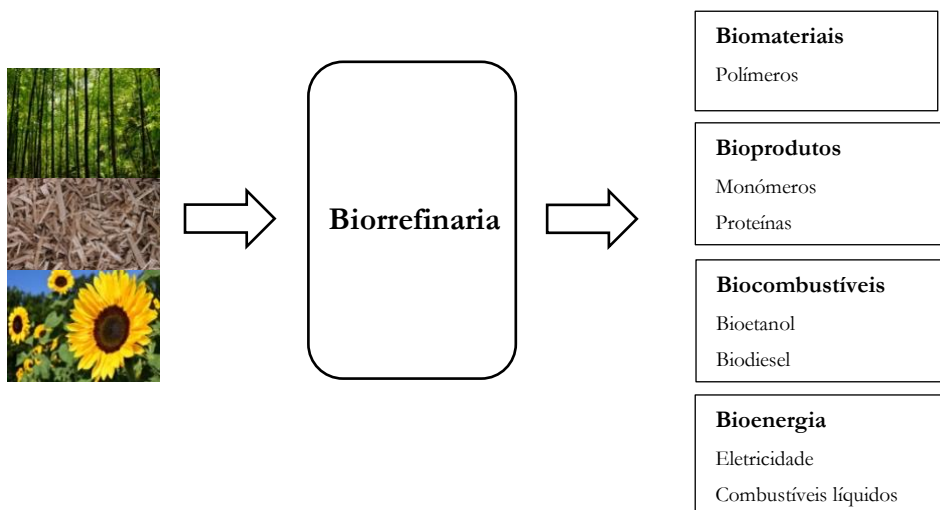 Biorrefinaria
Biomateriais
Polímeros
Bioprodutos
Monómeros
Proteínas
Biocombustíveis
Bioetanol
Biodiesel
Bioenergia
Eletricidade
Combustíveis líquidos